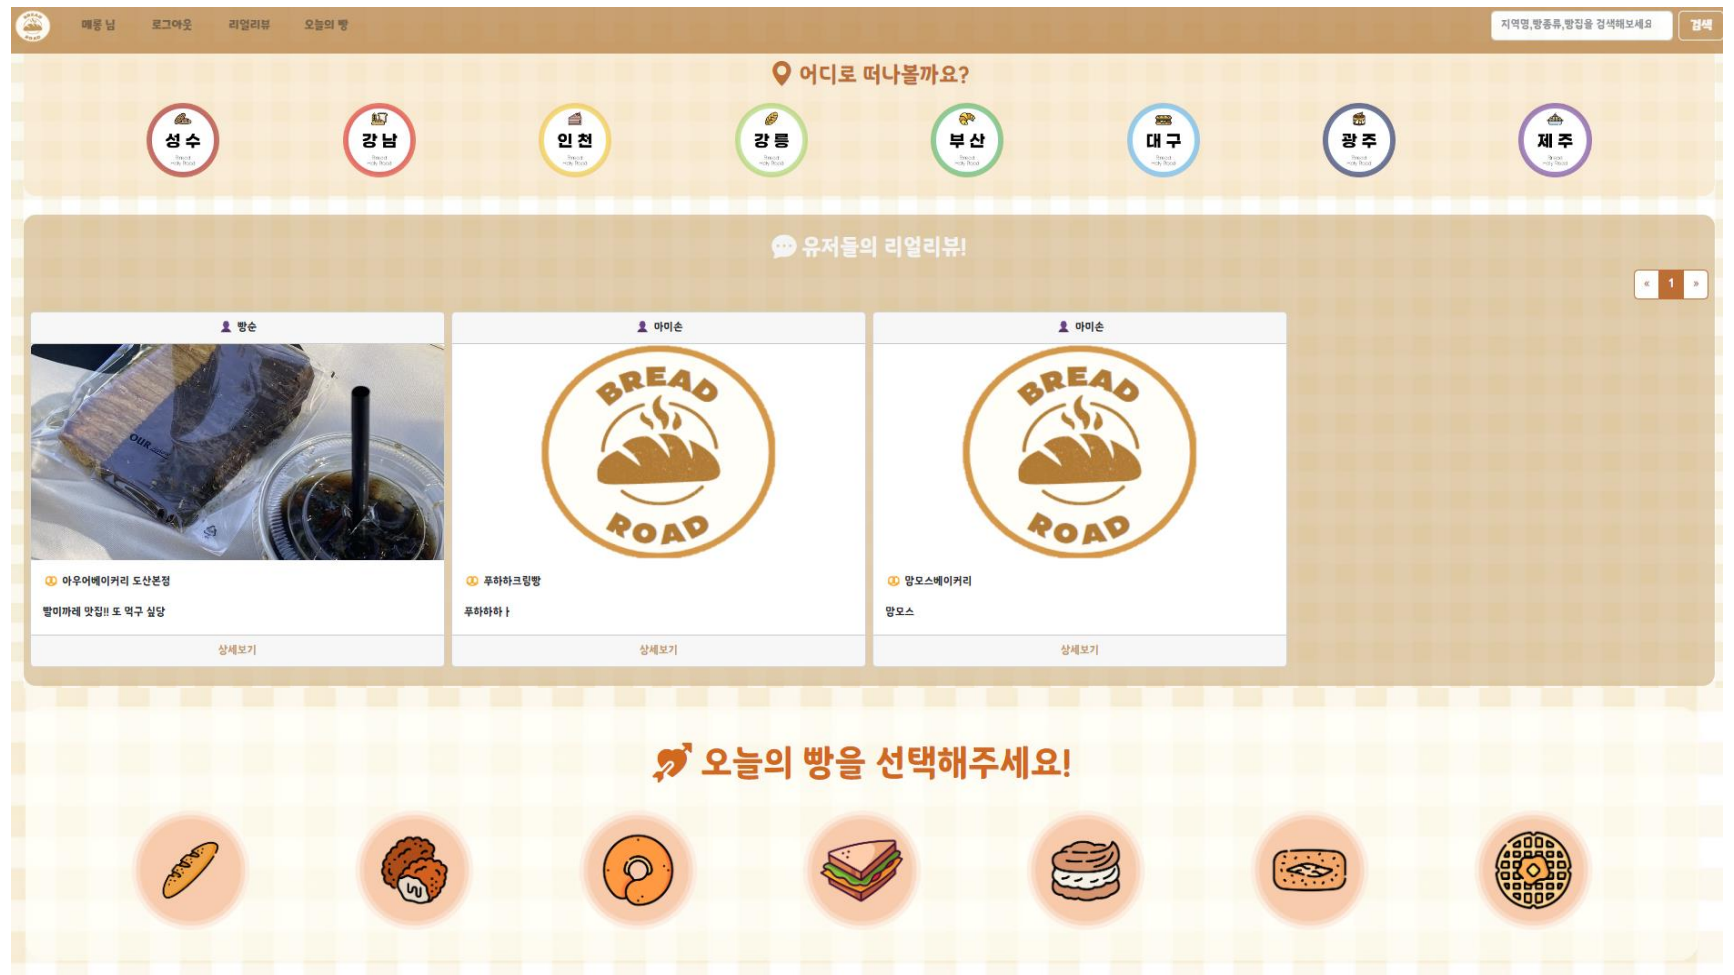 메롱 님 로그아웃 리얼리뷰 오늘의 빵
지역명,빵종류,빵집을 검색해보세요 검색
어디로 떠나볼까요?
성수 강남 인천 강릉 부산 대구 광주 제주
유저들의 리얼리뷰!
« 1 »
빵순 아미손 아미손
OUR
BREAD ROAD
BREAD ROAD
아우어베이커리 도산본점
빨미까레 맛집!! 또 먹구 싶당
상세보기
푸하하크림빵
푸하하하ㅏ
상세보기
망모스베이커리
망모스
상세보기
오늘의 빵을 선택해주세요!